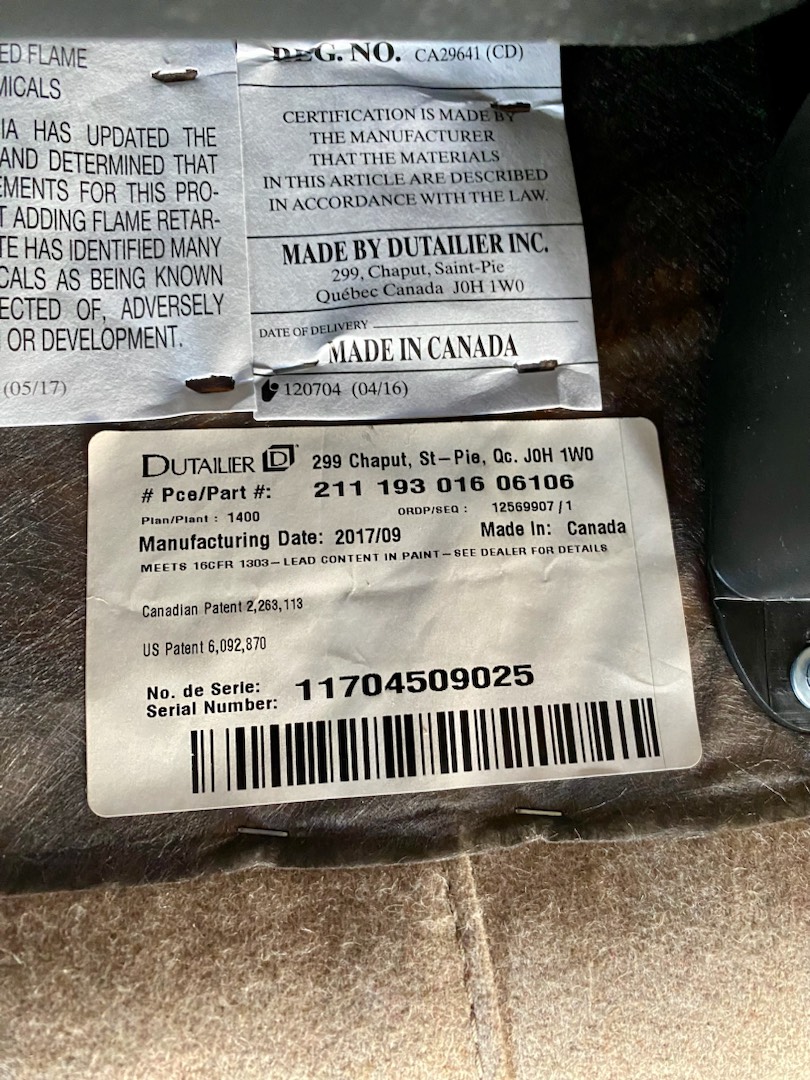 ED FLAME
MICALS
IA HAS UPDATED THE
AND DETERMINED THAT
EMENTS FOR THIS PRO-
T ADDING FLAME RETAR-
TE HAS IDENTIFIED MANY
CALS AS BEING KNOWN
ECTED OF, ADVERSELY
OR DEVELOPMENT.
(05/17)
REG. NO. CA29641 (CD)
CERTIFICATION IS MADE BY
THE MANUFACTURER
THAT THE MATERIALS
IN THIS ARTICLE ARE DESCRIBED
IN ACCORDANCE WITH THE LAW.
MADE BY DUTAILIER INC.
299, Chaput, Saint-Pie
Québec Canada J0H 1W0
DATE OF DELIVERY
MADE IN CANADA
120704 (04/16)
DUTAILIER D 299 Chaput, St-Pie, Qc. J0H 1W0
# Pce/Part #: 211 193 016 06106
Plan/Plant : 1400 ORDP/SEQ : 12569907 / 1
Manufacturing Date: 2017/09 Made In: Canada
MEETS 16CFR 1303-LEAD CONTENT IN PAINT-SEE DEALER FOR DETAILS
Canadian Patent 2,263,113
US Patent 6,092,870
No. de Serie: 11704509025
Serial Number: